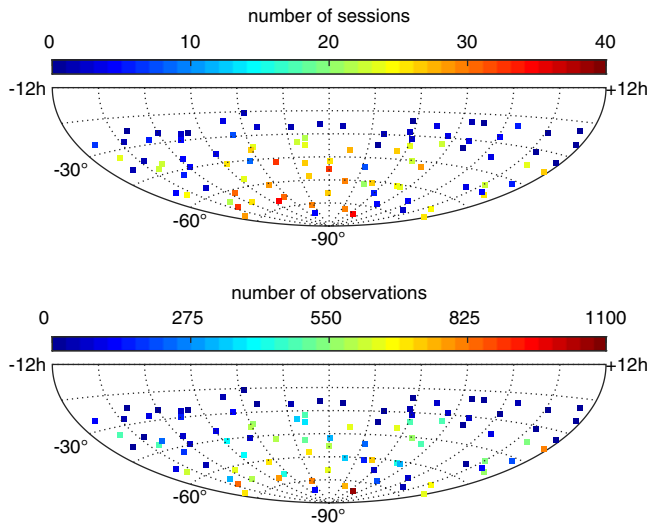 number of sessions
0 10 20 30 40
-12h +12h
-30°
-60°
-90°
number of observations
0 275 550 825 1100
-12h +12h
-30°
-60°
-90°